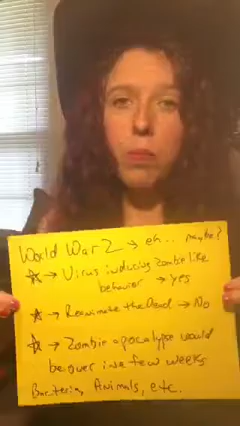 World War Z → eh.. maybe?
☆ → Virus inducing zombie like
behavior → yes
☆ → Reanimate the Dead → No
☆ → Zombie apocalypse would
be over in a few weeks
Bacteria, Animals, etc.